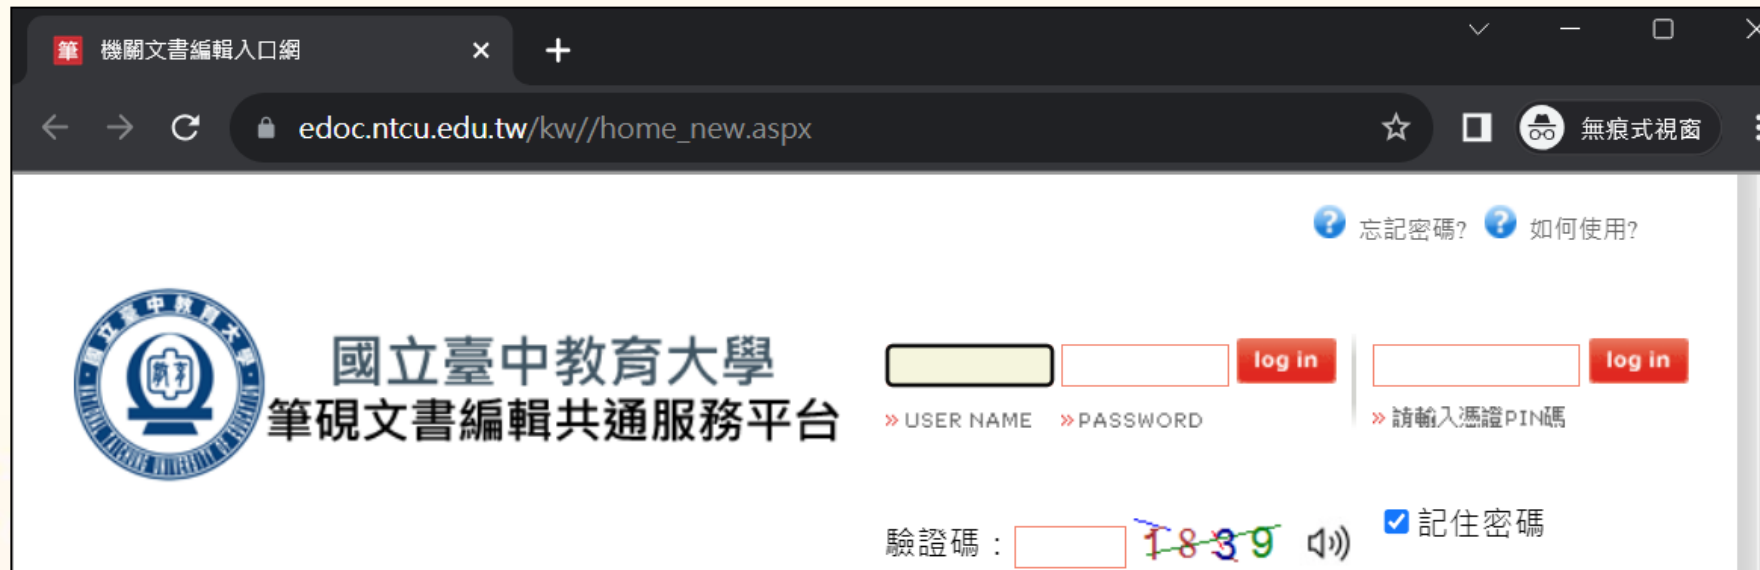 筆 機關文書編輯入口網
edoc.ntcu.edu.tw/kw//home_new.aspx 無痕式視窗
? 忘記密碼? ? 如何使用?
國立臺中教育大學
筆硯文書編輯共通服務平台
log in log in
» USER NAME » PASSWORD » 請輸入憑證PIN碼
驗證碼： 1839 記住密碼